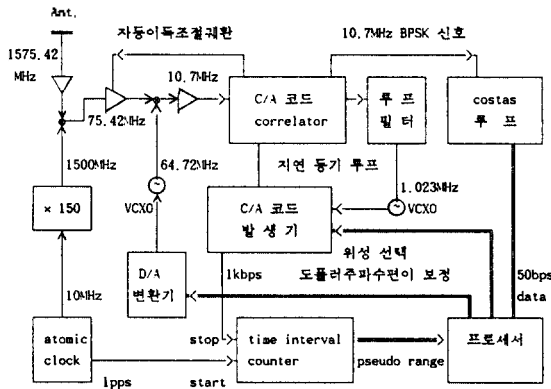 Ant.
자동이득조절궤환
10.7MHz BPSK 신호
1575.42
MHz
10.7MHz
75.42MHz
C/A 코드
correlator
루프
필터
costas
루프
지연 동기 루프
1500MHz
64.72MHz
1.023MHz
× 150
VCXO
C/A 코드
발생기
VCXO
위성 선택
도플러주파수편이 보정
10MHz
D/A
변환기
1kbps
50bps
data
atomic
clock
stop
time interval
counter
pseudo range
프로세서
1pps
start